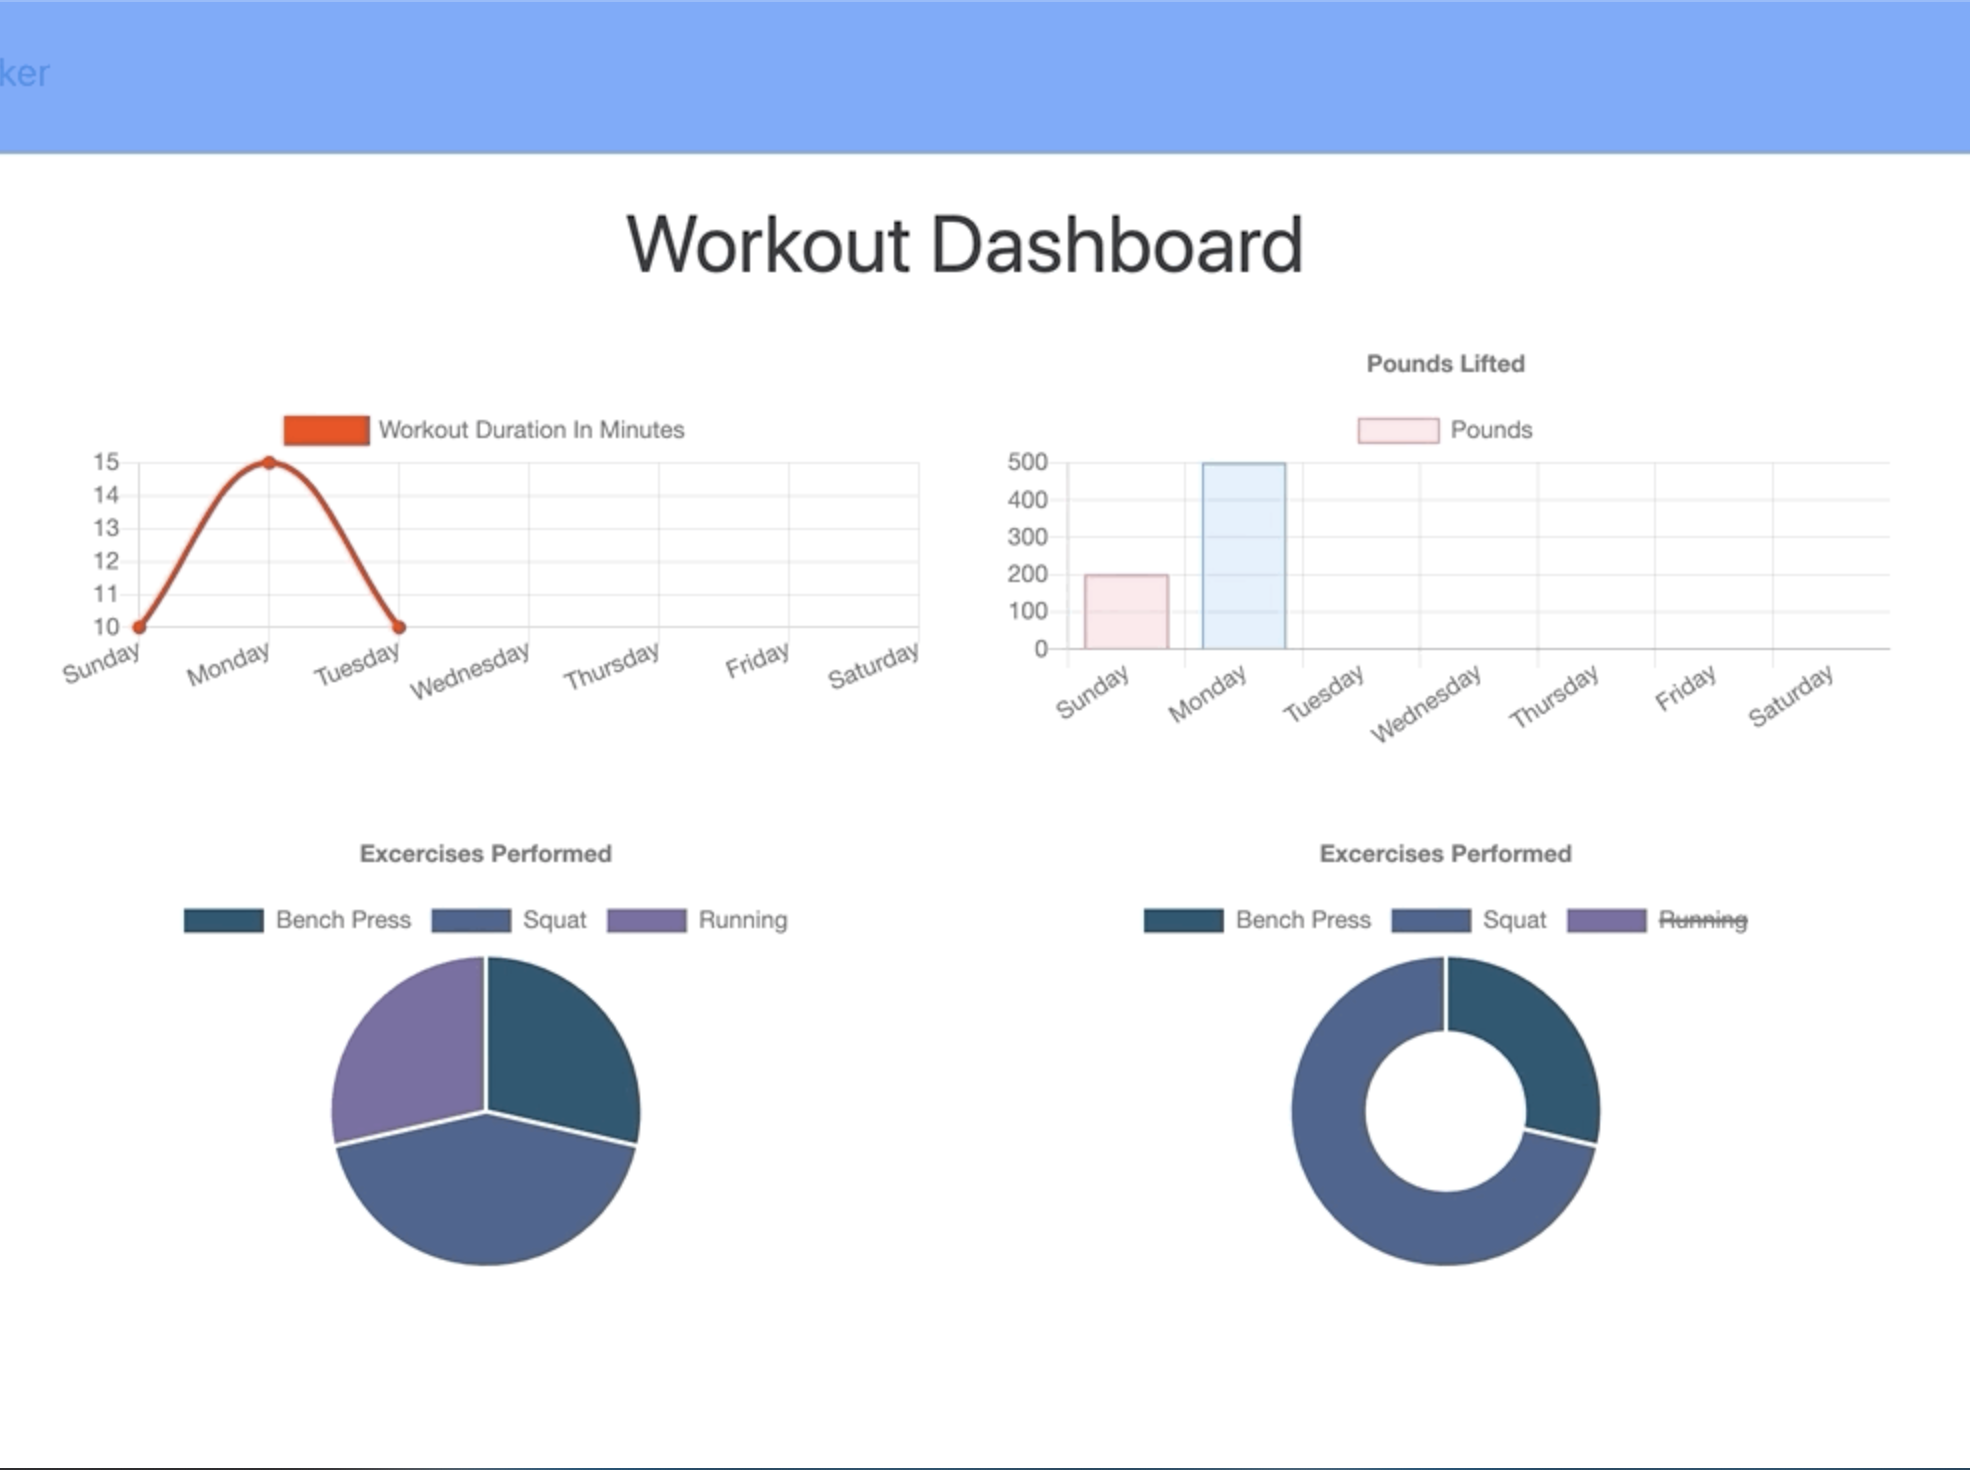 ker
Workout Dashboard
Workout Duration In Minutes
15
14
13
12
11
10
Sunday Monday Tuesday Wednesday Thursday Friday Saturday
Pounds Lifted
Pounds
500
400
300
200
100
0
Sunday Monday Tuesday Wednesday Thursday Friday Saturday
Excercises Performed
Bench Press Squat Running
Excercises Performed
Bench Press Squat Running